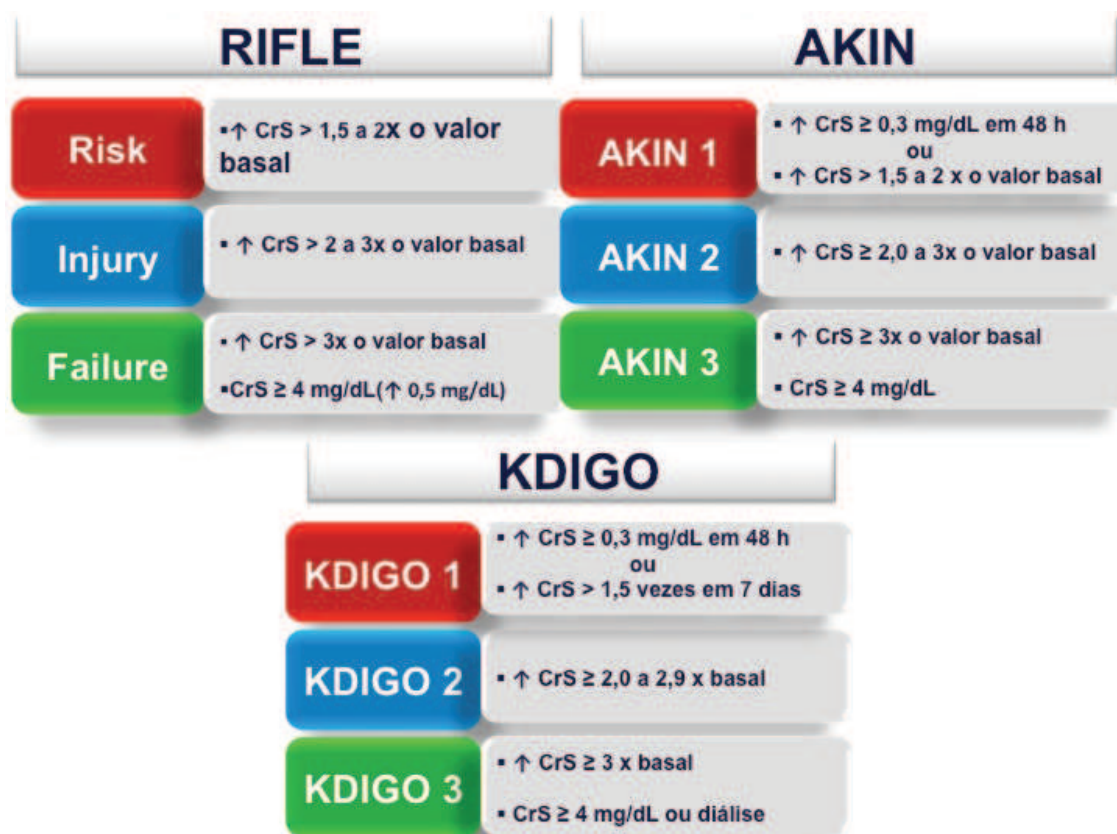 RIFLE
Risk
▪↑ CrS > 1,5 a 2x o valor
basal
Injury
▪ ↑ CrS > 2 a 3x o valor basal
Failure
▪ ↑ CrS > 3x o valor basal
▪CrS ≥ 4 mg/dL(↑ 0,5 mg/dL)
AKIN
AKIN 1
▪ ↑ CrS ≥ 0,3 mg/dL em 48 h
ou
▪ ↑ CrS > 1,5 a 2 x o valor basal
AKIN 2
▪ ↑ CrS ≥ 2,0 a 3x o valor basal
AKIN 3
▪ ↑ CrS ≥ 3x o valor basal
▪ CrS ≥ 4 mg/dL
KDIGO
KDIGO 1
▪ ↑ CrS ≥ 0,3 mg/dL em 48 h
ou
▪ ↑ CrS > 1,5 vezes em 7 dias
KDIGO 2
▪ ↑ CrS ≥ 2,0 a 2,9 x basal
KDIGO 3
▪ ↑ CrS ≥ 3 x basal
▪ CrS ≥ 4 mg/dL ou diálise